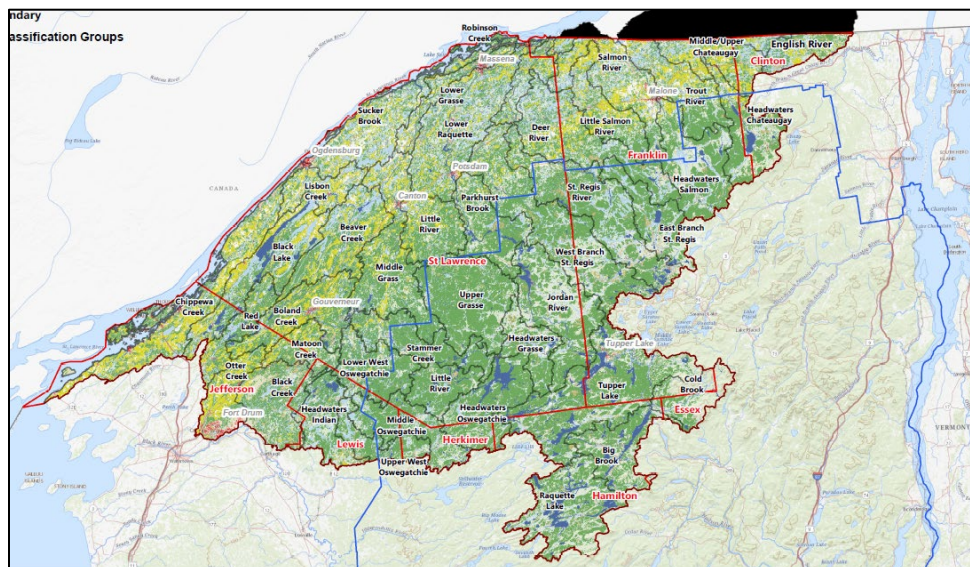 ndary
assification Groups
Robinson
Creek
Massena
Middle/Upper
Chateaugay
English River
Clinton
Salmon
River
Malone
Trout
River
Headwaters
Chateaugay
Sucker
Brook
Lower
Grasse
Lower
Raquette
Deer
River
Little Salmon
River
Franklin
Ogdensburg
Potsdam
Headwaters
Salmon
Lisbon
Creek
Canton
Parkhurst
Brook
St. Regis
River
CANADA
Black
Lake
Beaver
Creek
Little
River
East Branch
St. Regis
St Lawrence
West Branch
St. Regis
Middle
Grass
Chippewa
Creek
Red
Lake
Boland
Creek
Gouverneur
Upper
Grasse
Jordan
River
Matoon
Creek
Lower West
Oswegatchie
Stammer
Creek
Headwaters
Grasse
Tupper Lake
Otter
Creek
Jefferson
Black
Creek
Little
River
Tupper
Lake
Cold
Brook
Essex
Fort Drum
Headwaters
Indian
Middle
Oswegatchie
Headwaters
Oswegatchie
Lewis
Herkimer
Upper West
Oswegatchie
Big
Brook
Raquette
Lake
Hamilton
VERMONT